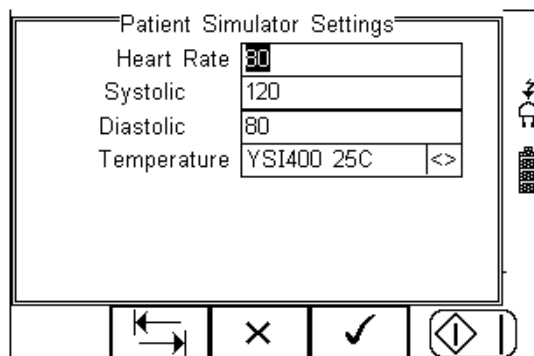 Patient Simulator Settings
Heart Rate 80
Systolic 120
Diastolic 80
Temperature YSI400 25C <>